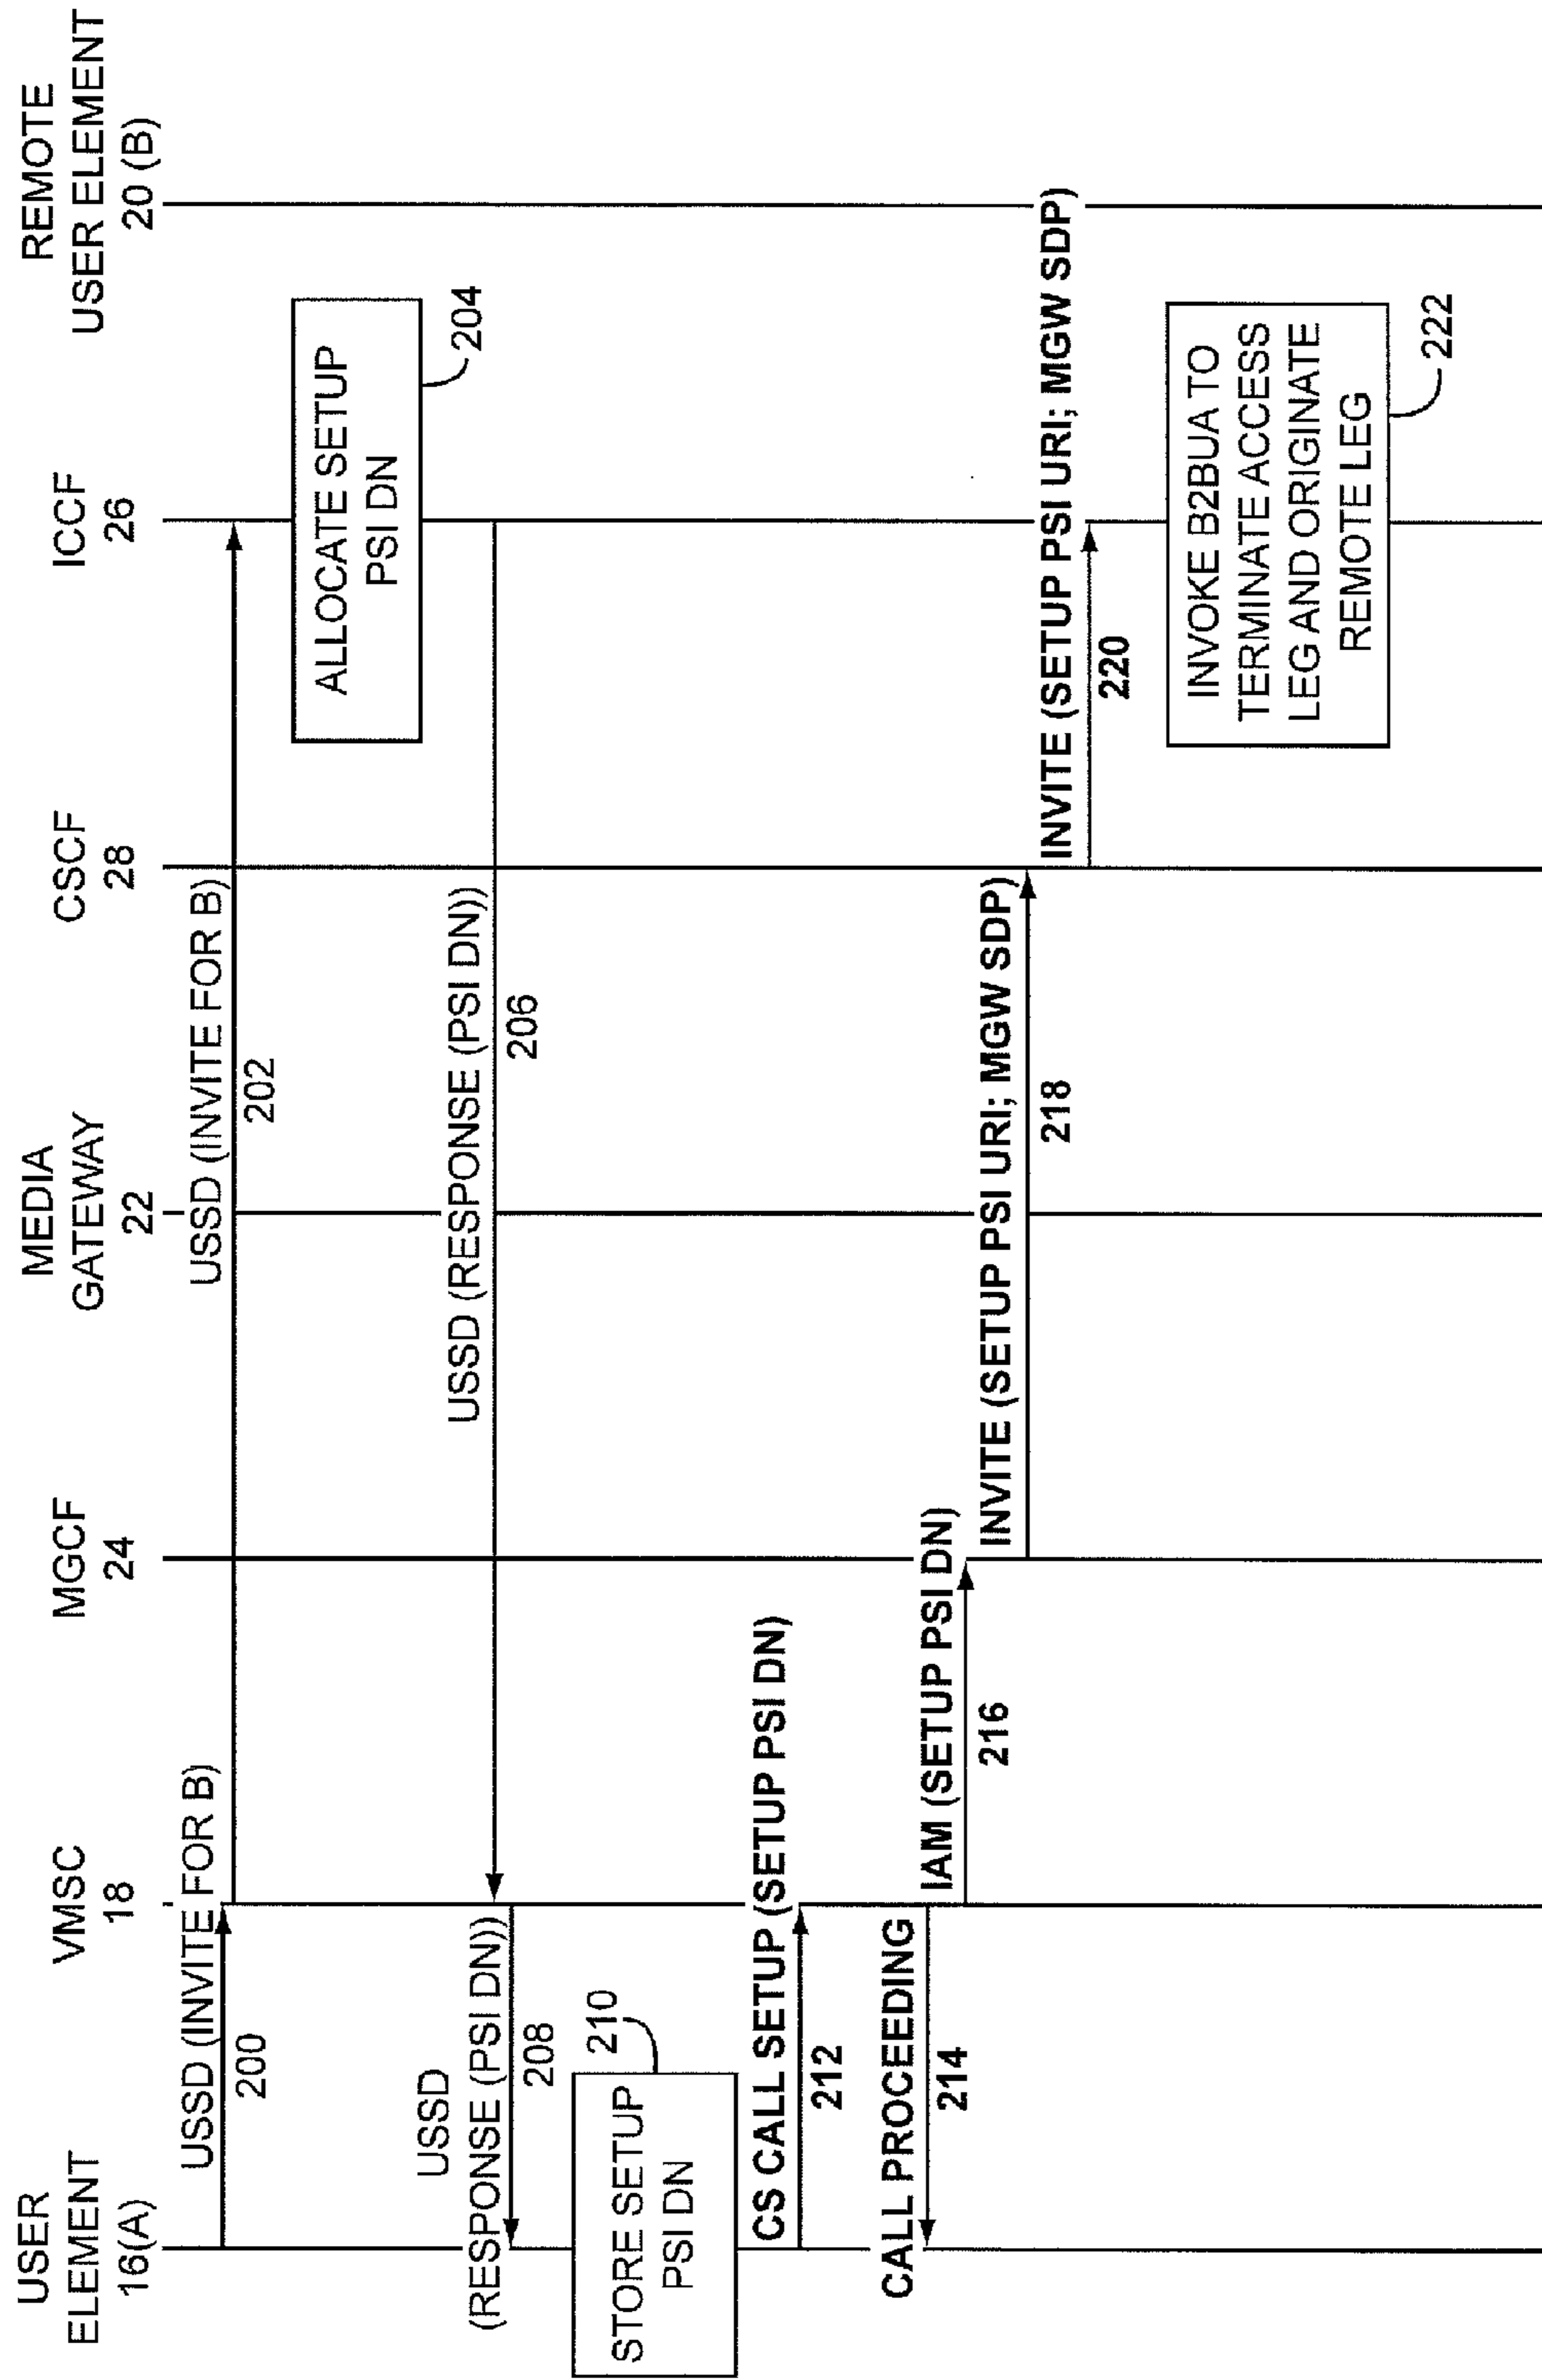 USER
ELEMENT
16(A)
VMSC
18
MGCF
24
MEDIA
GATEWAY
22
CSCF
28
ICCF
26
REMOTE
USER ELEMENT
20 (B)
USSD (INVITE FOR B)
200
USSD (INVITE FOR B)
202
ALLOCATE SETUP
PSI DN
204
USSD (RESPONSE (PSI DN))
206
USSD
(RESPONSE (PSI DN))
208
STORE SETUP
PSI DN
210
CS CALL SETUP (SETUP PSI DN)
212
CALL PROCEEDING
214
IAM (SETUP PSI DN)
216
INVITE (SETUP PSI URI; MGW SDP)
218
INVITE (SETUP PSI URI; MGW SDP)
220
INVOKE B2BUA TO
TERMINATE ACCESS
LEG AND ORIGINATE
REMOTE LEG
222